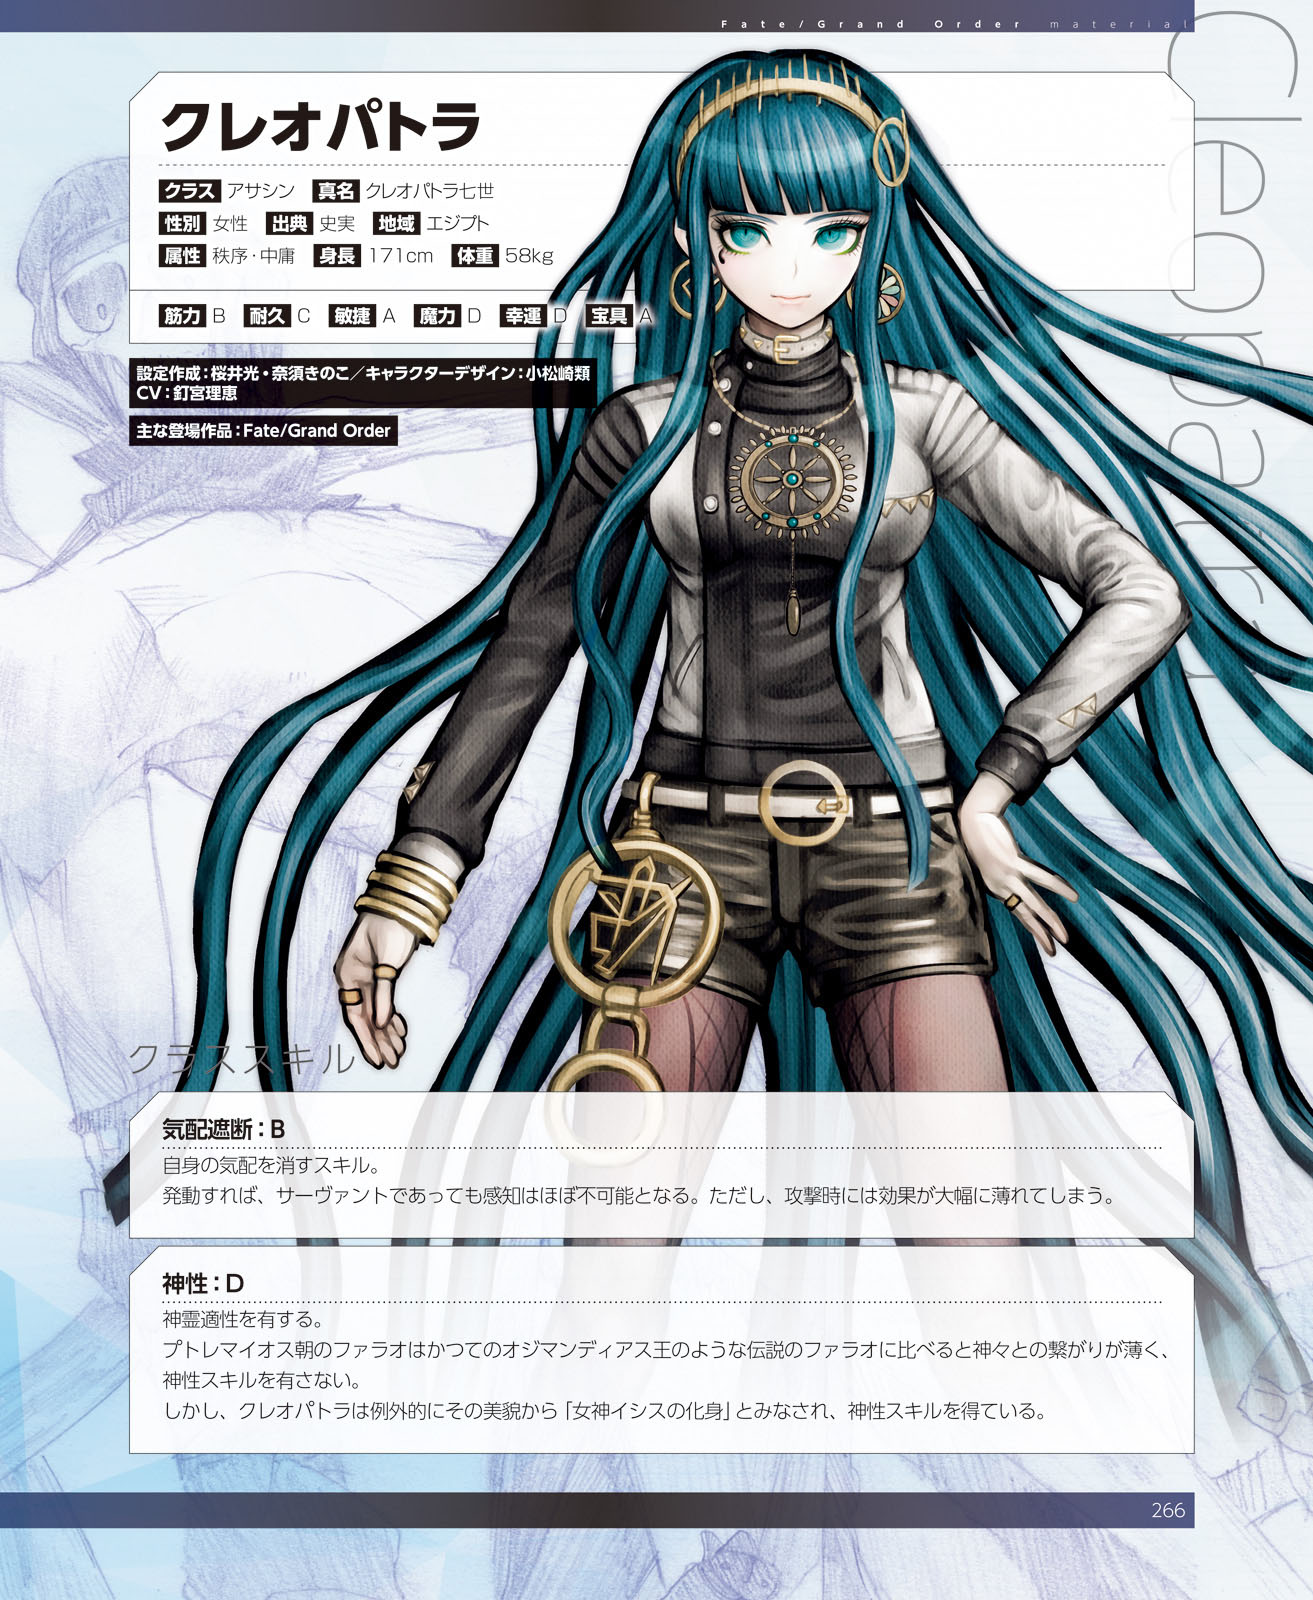 Fate/Grand Order material
Cleopatra
クレオパトラ
クラス アサシン 真名 クレオパトラ七世
性別 女性 出典 史実 地域 エジプト
属性 秩序・中庸 身長 171cm 体重 58kg
筋力 B 耐久 C 敏捷 A 魔力 D 幸運 D 宝具 A
設定作成：桜井光・奈須きのこ／キャラクターデザイン：小松崎類
CV：釘宮理恵
主な登場作品：Fate/Grand Order
クラススキル
気配遮断：B
自身の気配を消すスキル。
発動すれば、サーヴァントであっても感知はほぼ不可能となる。ただし、攻撃時には効果が大幅に薄れてしまう。
神性：D
神霊適性を有する。
プトレマイオス朝のファラオはかつてのオジマンディアス王のような伝説のファラオに比べると神々との繋がりが薄く、
神性スキルを有さない。
しかし、クレオパトラは例外的にその美貌から「女神イシスの化身」とみなされ、神性スキルを得ている。
266